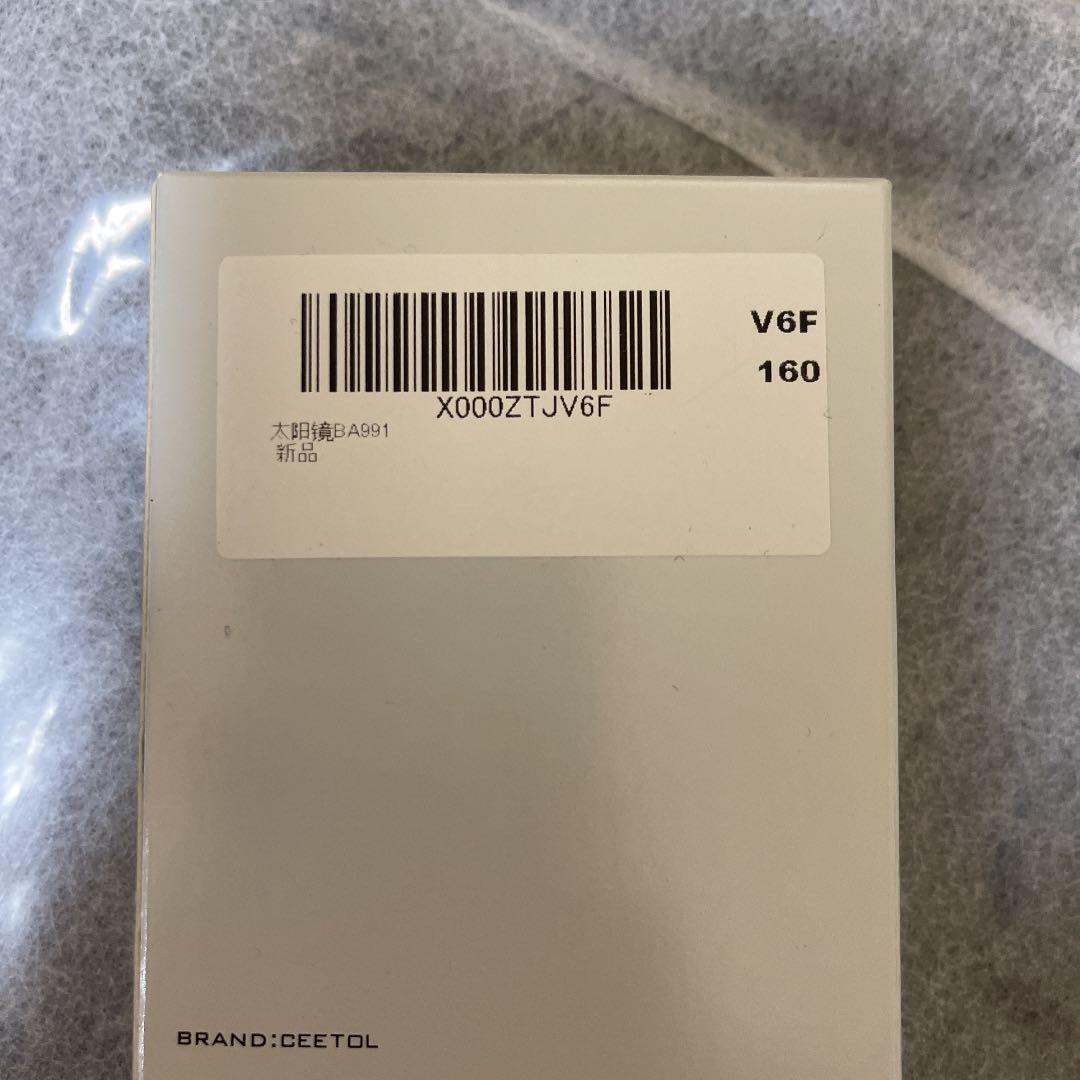 X000ZTJV6F
V6F
160
太阳镜BA991
新品
BRAND:CEETOL